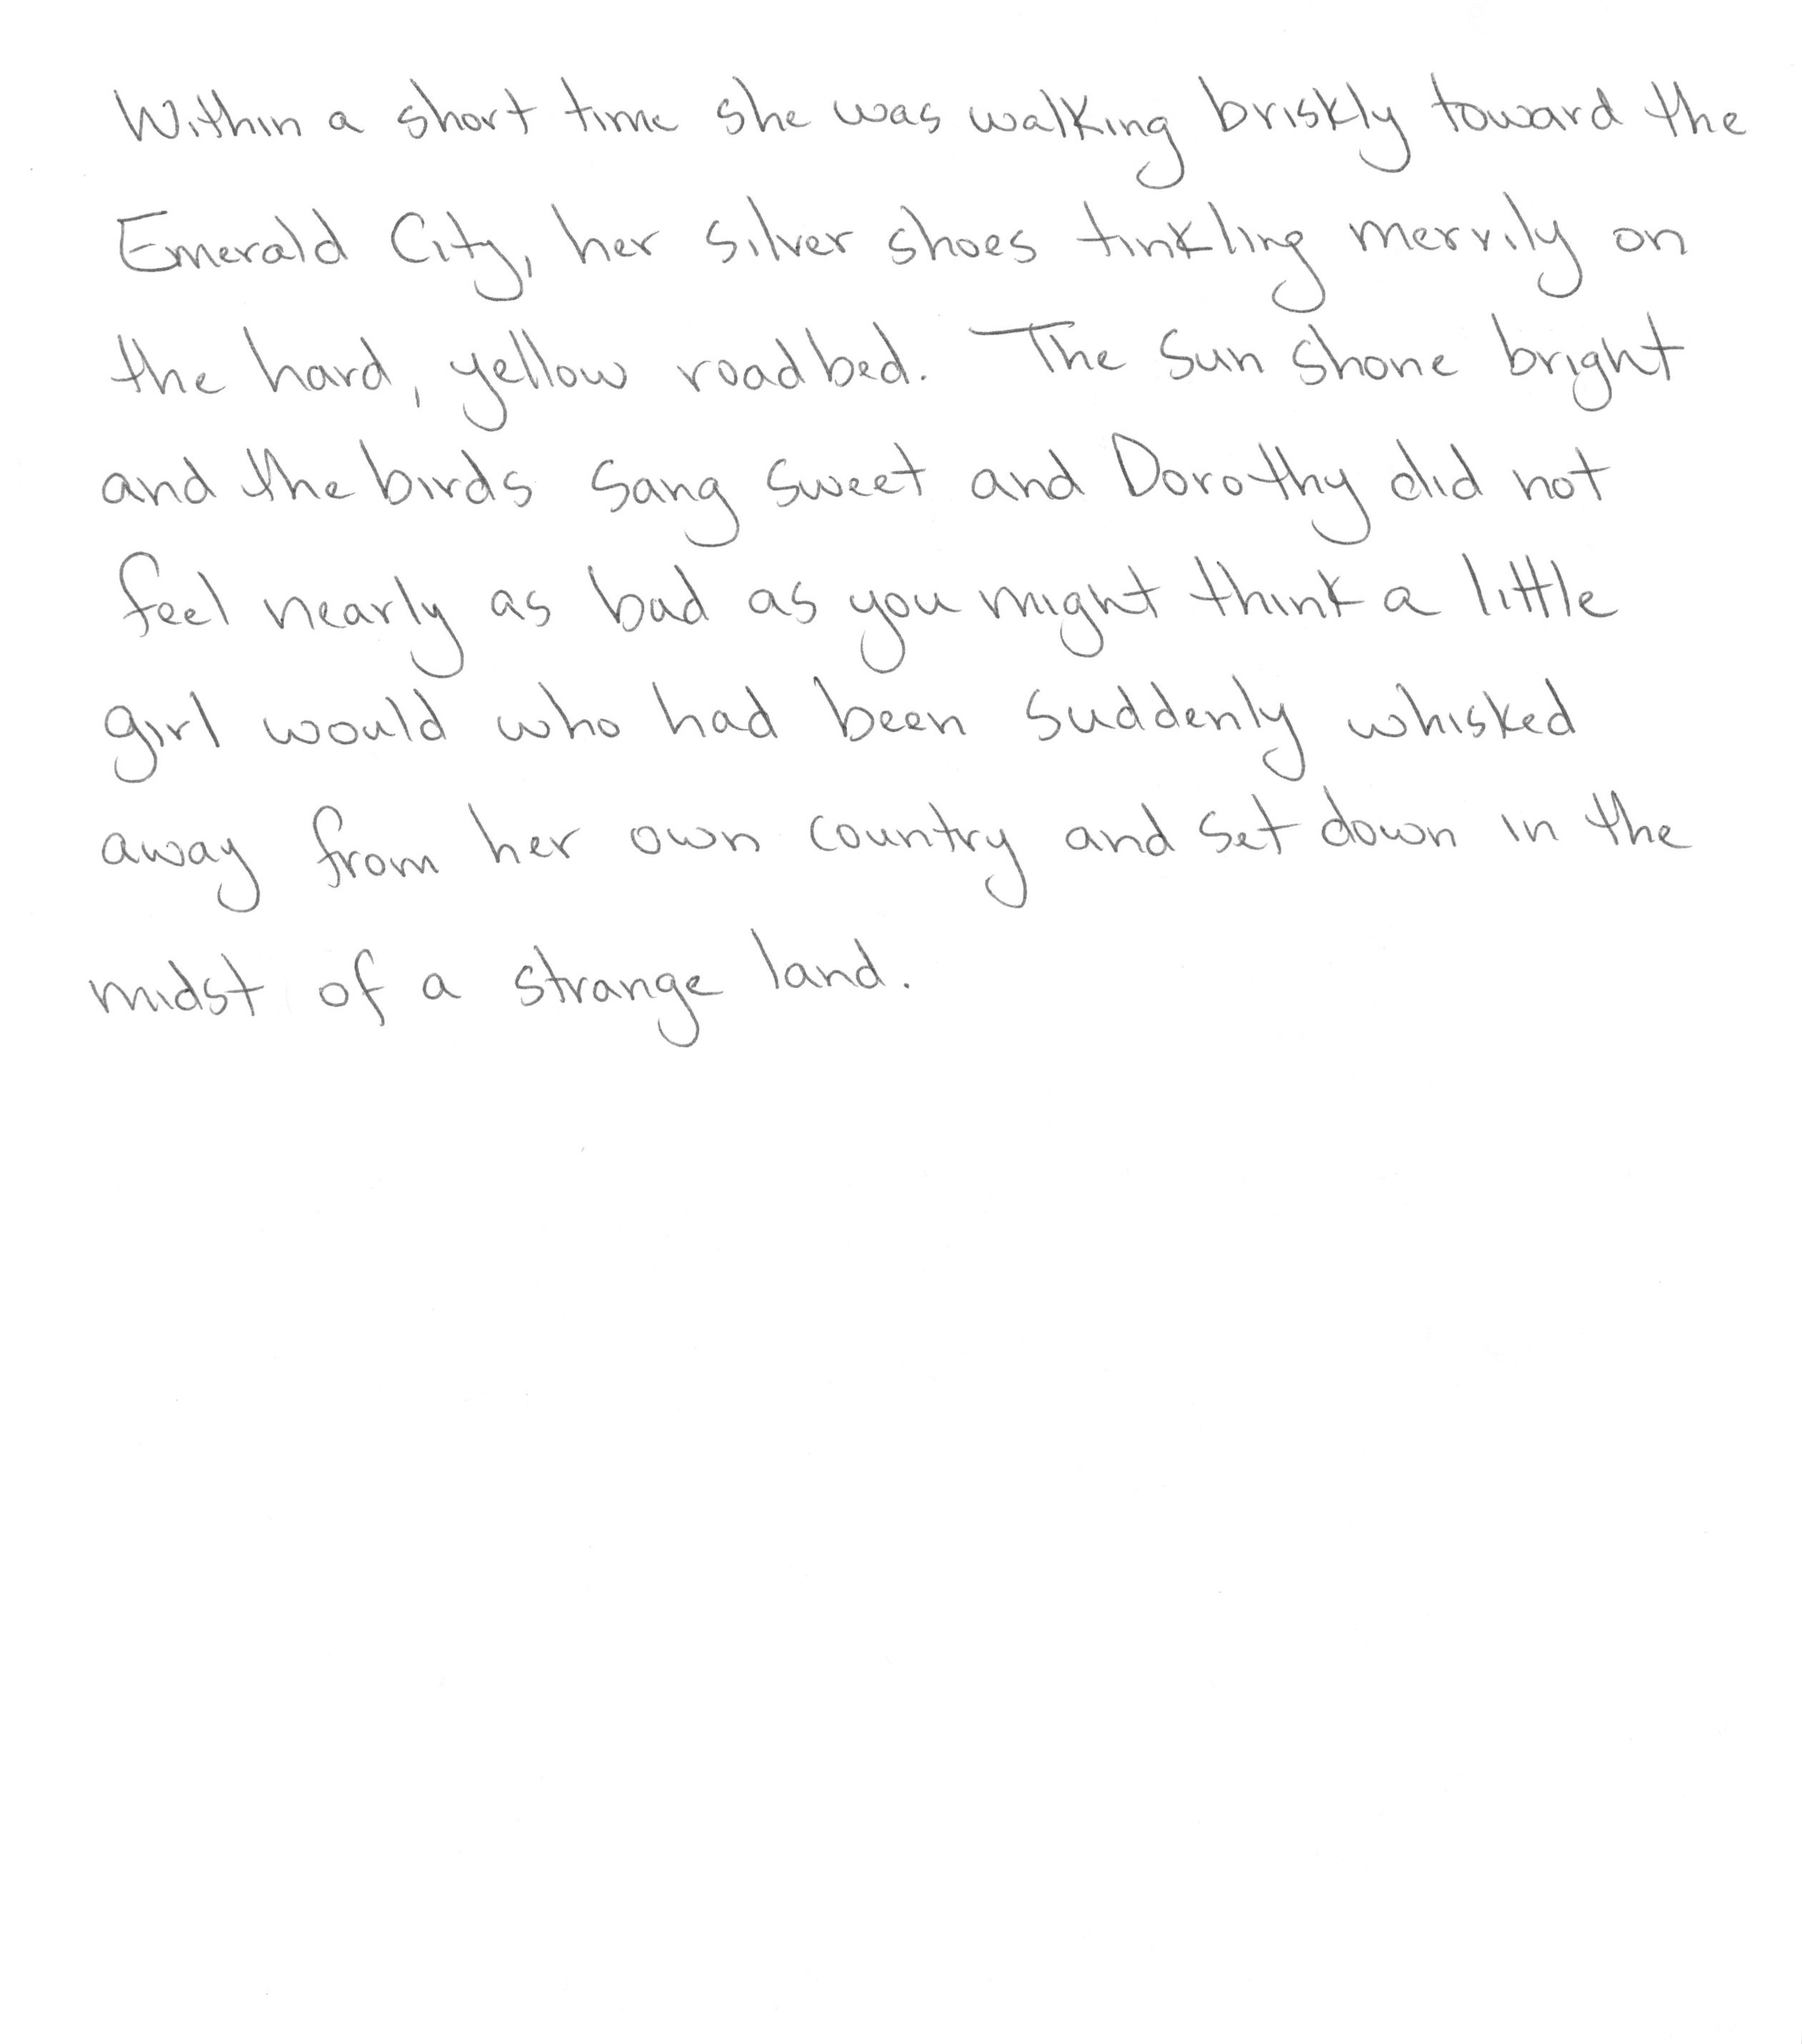 Within a short time she was walking briskly toward the
Emerald City, her silver shoes tinkling merrily on
the hard, yellow roadbed. The sun shone bright
and the birds sang sweet and Dorothy did not
feel nearly as bad as you might think a little
girl would who had been suddenly whisked
away from her own country and set down in the
midst of a strange land.